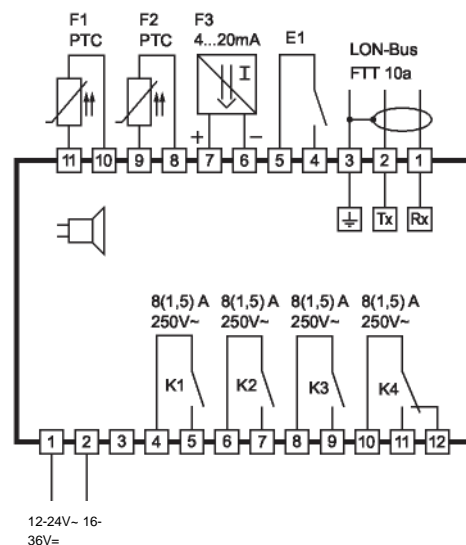 F1 F2 F3
PTC PTC 4...20mA E1 LON-Bus
FTT 10a
I
+ −
11 10 9 8 7 6 5 4 3 2 1
Tx Rx
8(1,5) A 8(1,5) A 8(1,5) A 8(1,5) A
250V~ 250V~ 250V~ 250V~
K1 K2 K3 K4
1 2 3 4 5 6 7 8 9 10 11 12
12-24V~ 16-
36V=